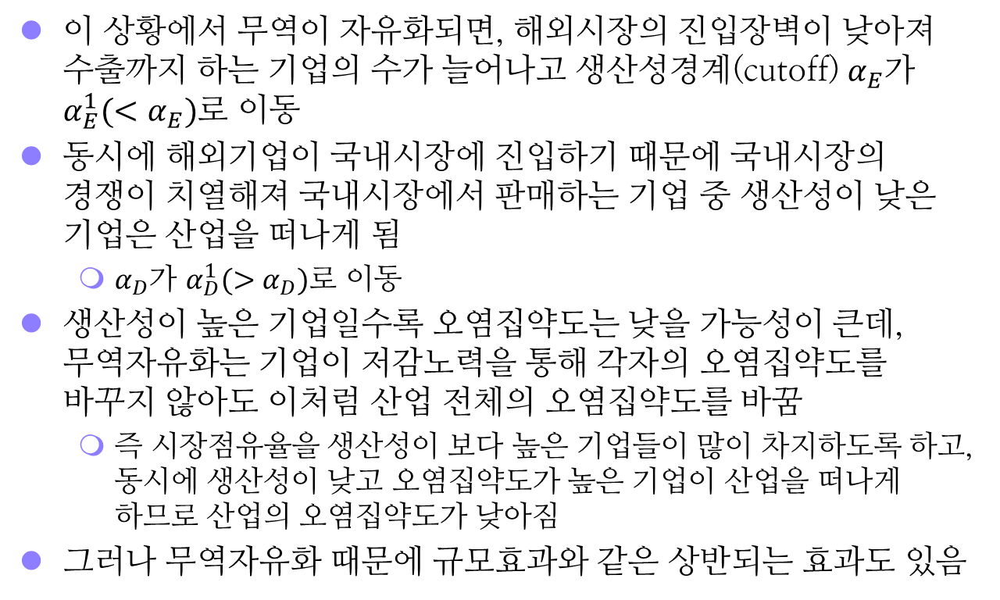 이 상황에서 무역이 자유화되면, 해외시장의 진입장벽이 낮아져
수출까지 하는 기업의 수가 늘어나고 생산성경계(cutoff) α_E가
α_E^1(< α_E)로 이동
동시에 해외기업이 국내시장에 진입하기 때문에 국내시장의
경쟁이 치열해져 국내시장에서 판매하는 기업 중 생산성이 낮은
기업은 산업을 떠나게 됨
α_D가 α_D^1(> α_D)로 이동
생산성이 높은 기업일수록 오염집약도는 낮을 가능성이 큰데,
무역자유화는 기업이 저감노력을 통해 각자의 오염집약도를
바꾸지 않아도 이처럼 산업 전체의 오염집약도를 바꿈
즉 시장점유율을 생산성이 보다 높은 기업들이 많이 차지하도록 하고,
동시에 생산성이 낮고 오염집약도가 높은 기업이 산업을 떠나게
하므로 산업의 오염집약도가 낮아짐
그러나 무역자유화 때문에 규모효과와 같은 상반되는 효과도 있음